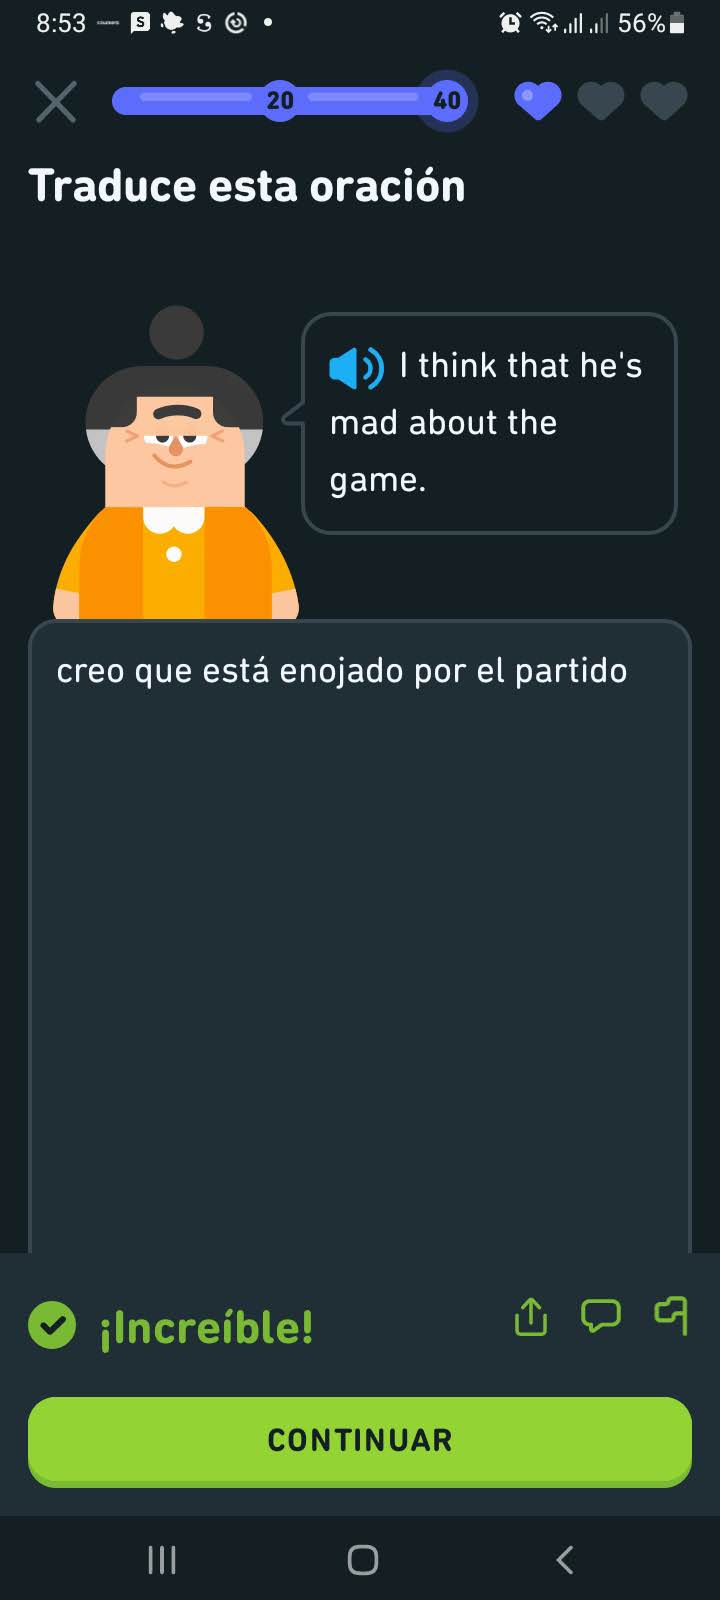 8:53 S 56%
20 40
Traduce esta oración
I think that he's
mad about the
game.
creo que está enojado por el partido
¡Increíble!
CONTINUAR